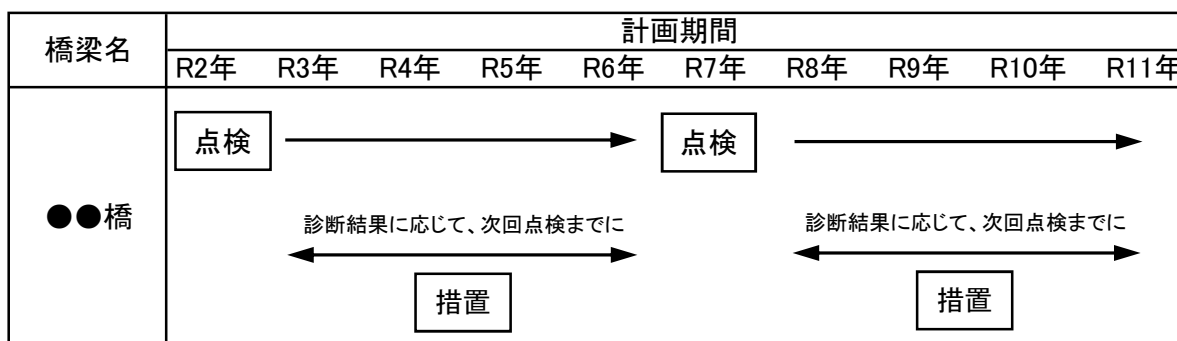 橋梁名
計画期間
R2年 R3年 R4年 R5年 R6年 R7年 R8年 R9年 R10年 R11年
●●橋
点検 点検
診断結果に応じて、次回点検までに 診断結果に応じて、次回点検までに
措置 措置